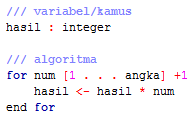 /// variabel/kamus
hasil : integer
/// algoritma
for num [1 . . . angka] +1
hasil <- hasil * num
end for